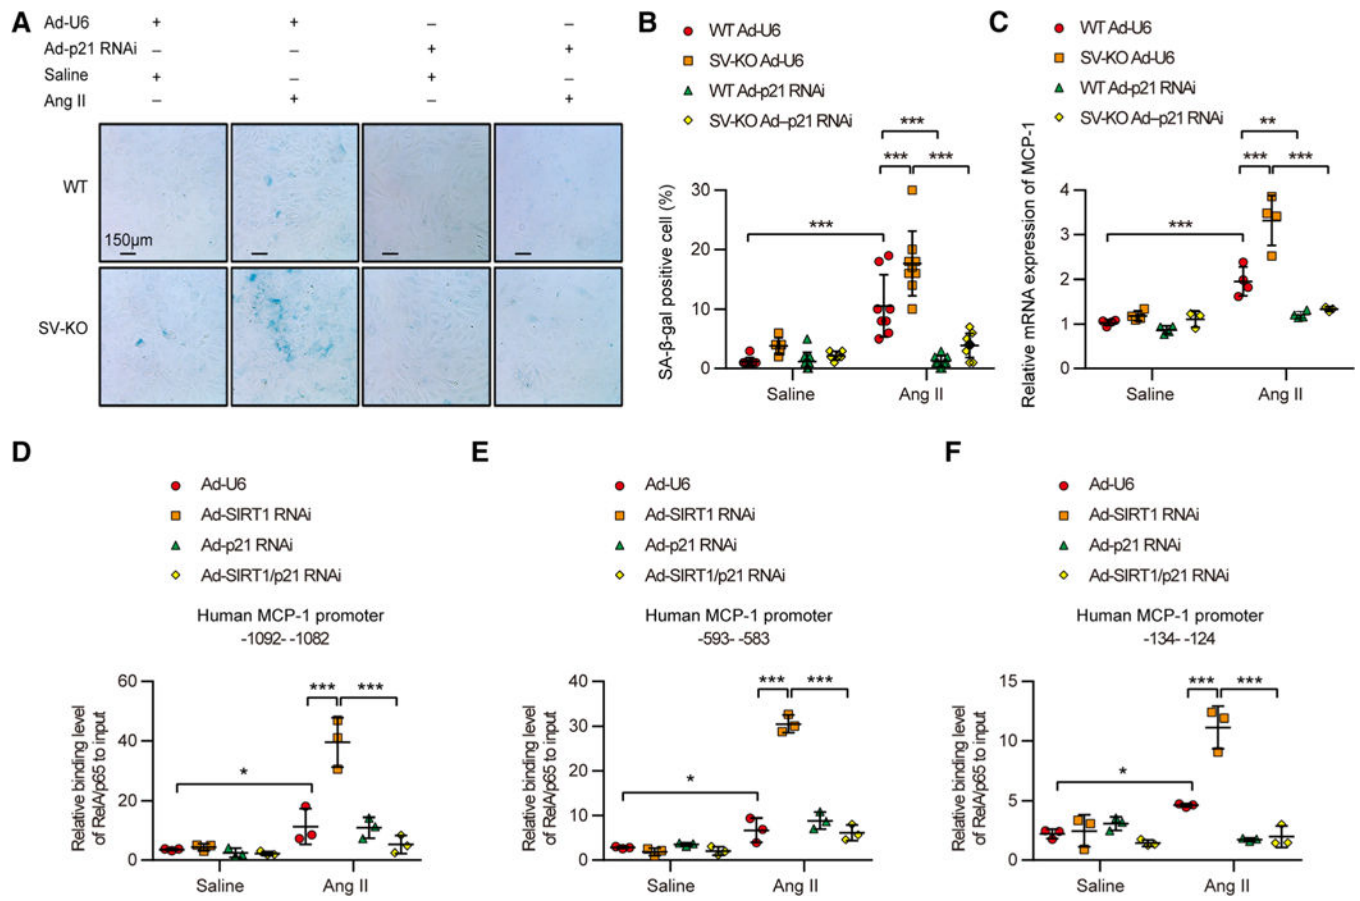 A
Ad-U6 + + – –
Ad-p21 RNAi – – + +
Saline + – + –
Ang II – + – +
WT
150μm
SV-KO
B
WT Ad-U6
SV-KO Ad-U6
WT Ad-p21 RNAi
SV-KO Ad–p21 RNAi
***
*** ***
***
SA-β-gal positive cell (%)
30
20
10
0
Saline Ang II
C
WT Ad-U6
SV-KO Ad-U6
WT Ad-p21 RNAi
SV-KO Ad–p21 RNAi
**
*** ***
***
Relative mRNA expression of MCP-1
4
3
2
1
0
Saline Ang II
D
Ad-U6
Ad-SIRT1 RNAi
Ad-p21 RNAi
Ad-SIRT1/p21 RNAi
Human MCP-1 promoter
-1092- -1082
*** ***
*
Relative binding level
of RelA/p65 to input
60
40
20
0
Saline Ang II
E
Ad-U6
Ad-SIRT1 RNAi
Ad-p21 RNAi
Ad-SIRT1/p21 RNAi
Human MCP-1 promoter
-593- -583
*** ***
*
Relative binding level
of RelA/p65 to input
40
30
20
10
0
Saline Ang II
F
Ad-U6
Ad-SIRT1 RNAi
Ad-p21 RNAi
Ad-SIRT1/p21 RNAi
Human MCP-1 promoter
-134- -124
*** ***
*
Relative binding level
of RelA/p65 to input
15
10
5
0
Saline Ang II